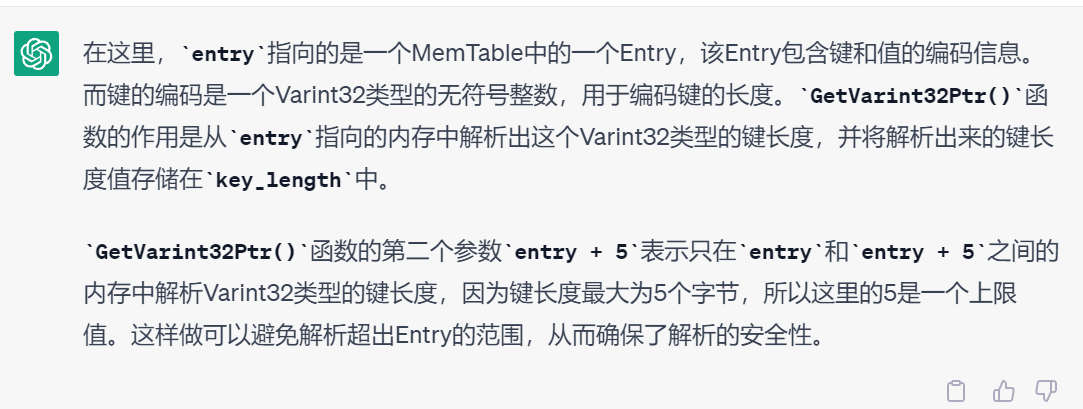 在这里，`entry`指向的是一个MemTable中的一个Entry，该Entry包含键和值的编码信息。
而键的编码是一个Varint32类型的无符号整数，用于编码键的长度。`GetVarint32Ptr()`函
数的作用是从`entry`指向的内存中解析出这个Varint32类型的键长度，并将解析出来的键长
度值存储在`key_length`中。
`GetVarint32Ptr()`函数的第二个参数`entry + 5`表示只在`entry`和`entry + 5`之间的
内存中解析Varint32类型的键长度，因为键长度最大为5个字节，所以这里的5是一个上限
值。这样做可以避免解析超出Entry的范围，从而确保了解析的安全性。